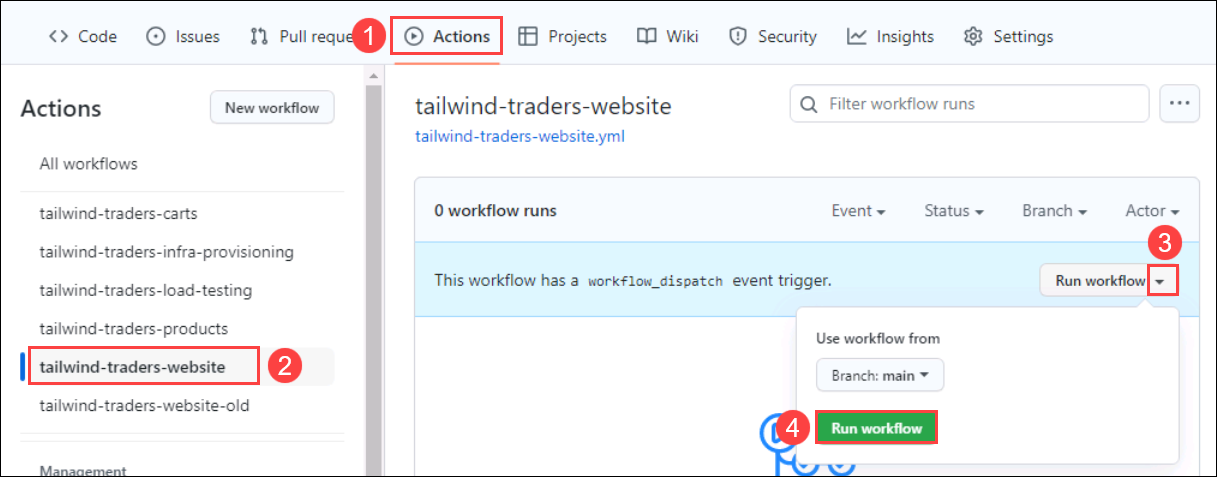 Code Issues Pull reque 1 Actions Projects Wiki Security Insights Settings
Actions New workflow
All workflows
tailwind-traders-carts
tailwind-traders-infra-provisioning
tailwind-traders-load-testing
tailwind-traders-products
tailwind-traders-website 2
tailwind-traders-website-old
Management
tailwind-traders-website
tailwind-traders-website.yml
Filter workflow runs
0 workflow runs Event Status Branch Actor
3
This workflow has a workflow_dispatch event trigger. Run workflow
Use workflow from
Branch: main
4 Run workflow